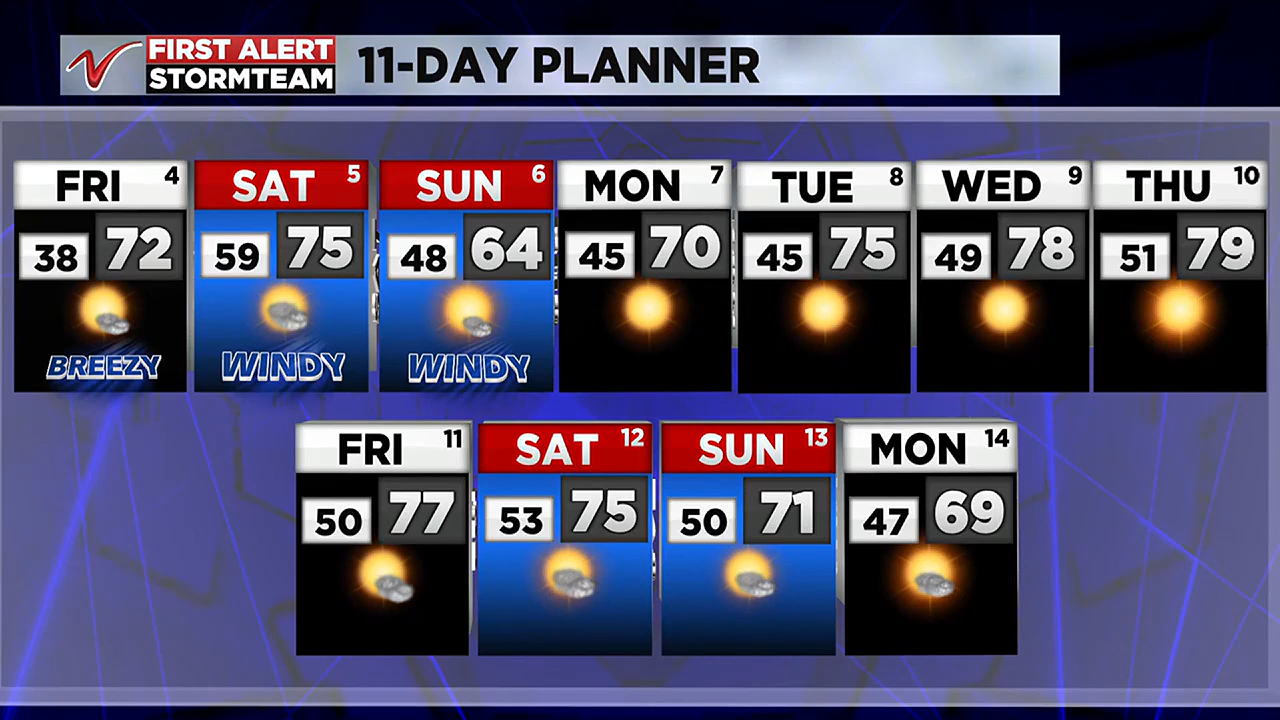 FIRST ALERT
STORMTEAM
11-DAY PLANNER
FRI 4
38 72
BREEZY
SAT 5
59 75
WINDY
SUN 6
48 64
WINDY
MON 7
45 70
TUE 8
45 75
WED 9
49 78
THU 10
51 79
FRI 11
50 77
SAT 12
53 75
SUN 13
50 71
MON 14
47 69